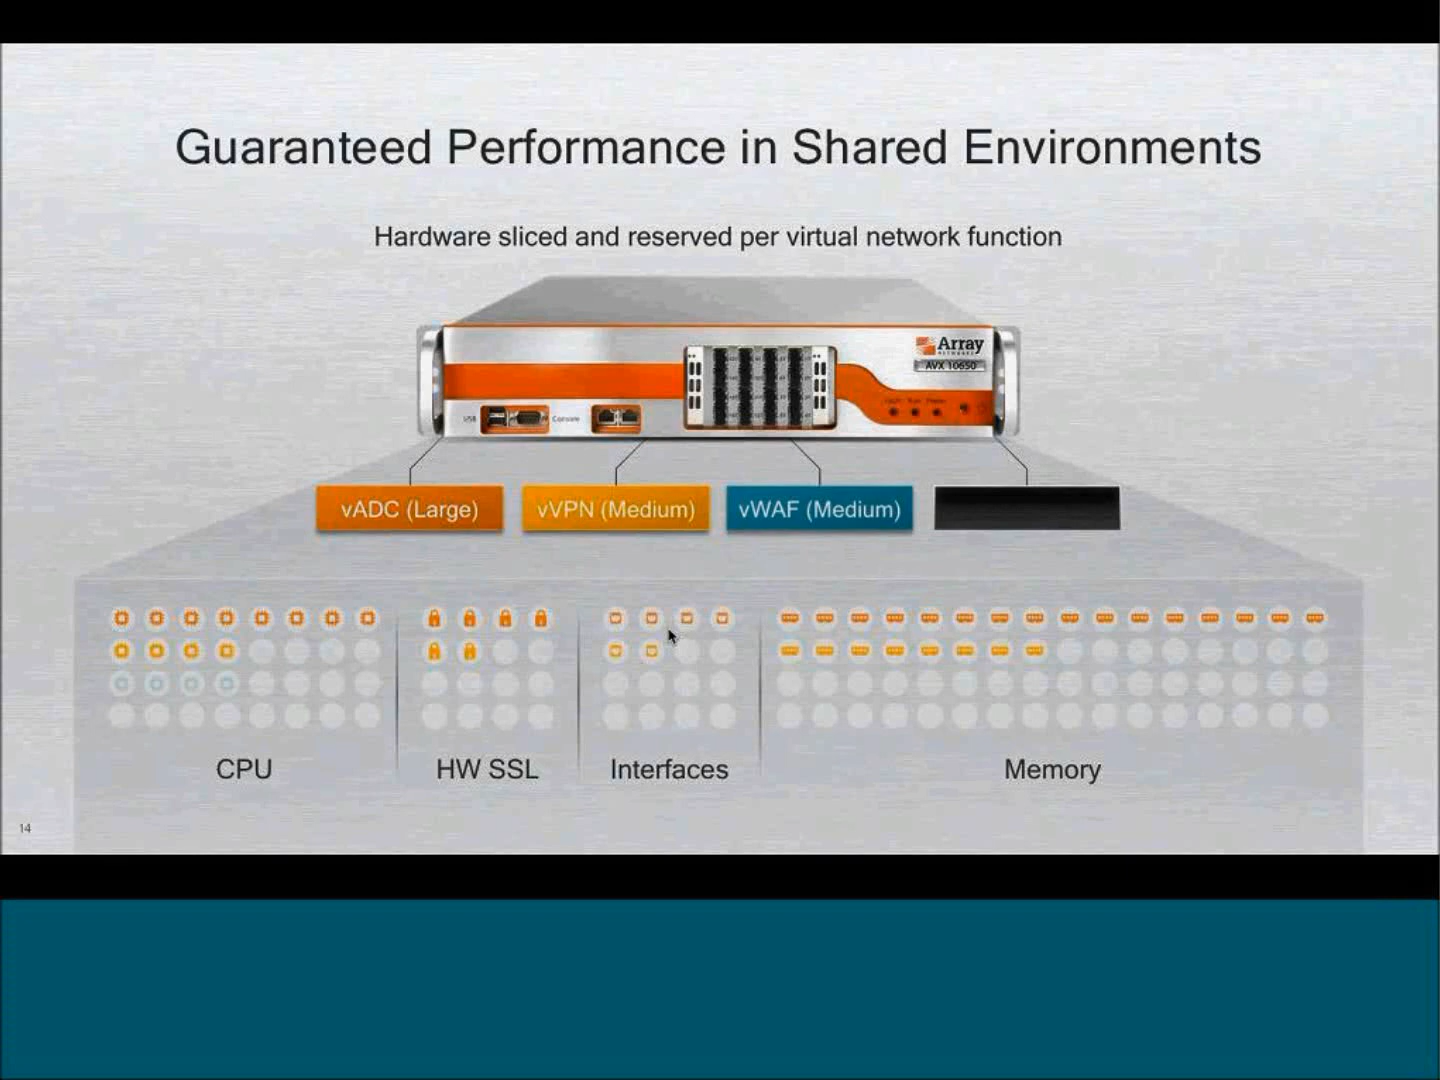 Guaranteed Performance in Shared Environments
Hardware sliced and reserved per virtual network function
Array
NETWORKS
AVX 10650
USB
Console
vADC (Large)
vVPN (Medium)
vWAF (Medium)
CPU
HW SSL
Interfaces
Memory
14